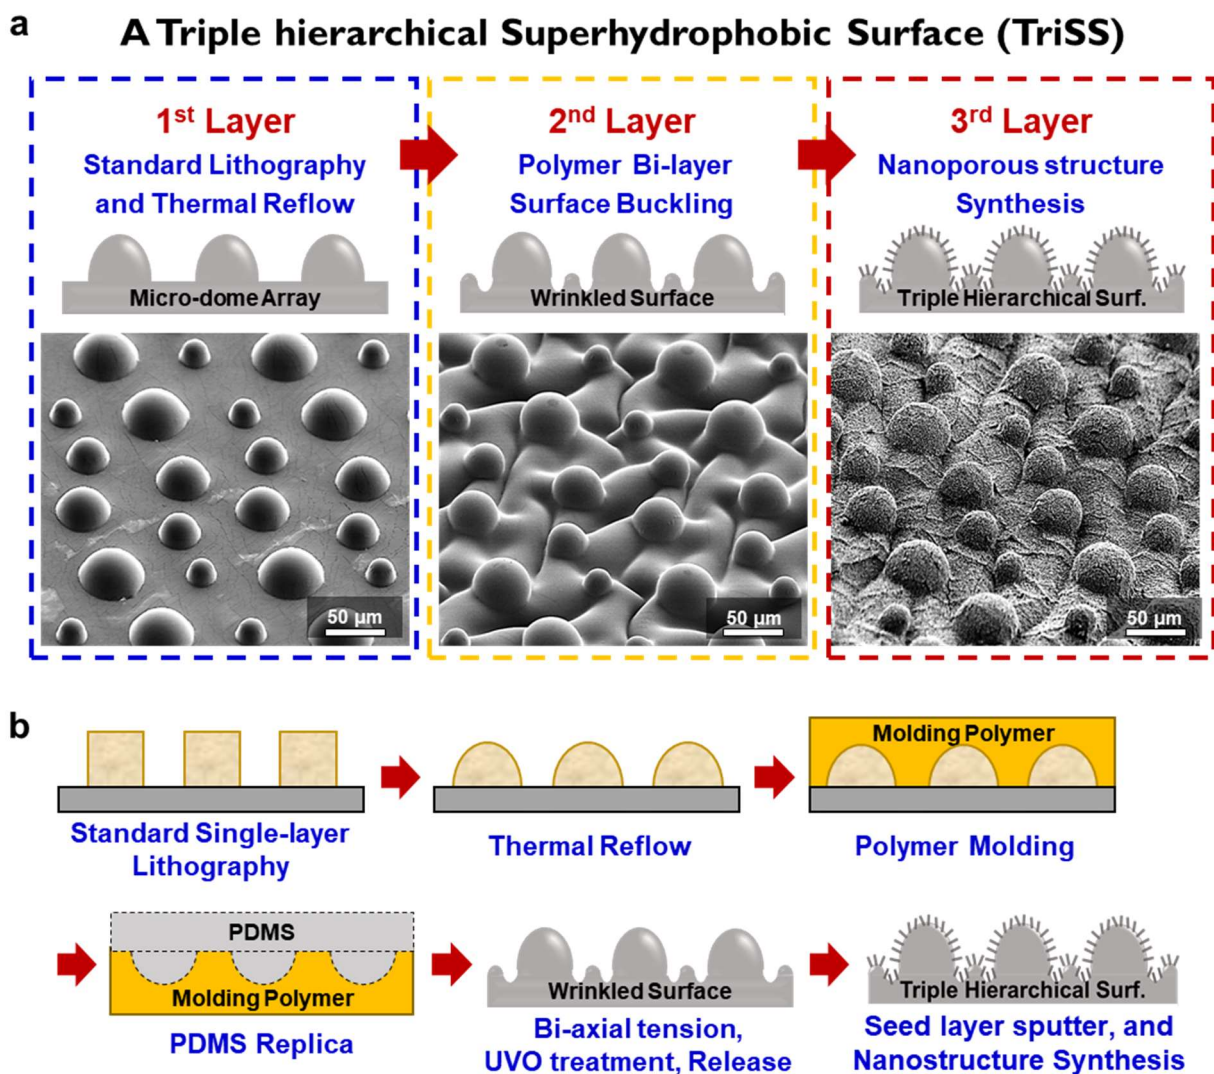 a
A Triple hierarchical Superhydrophobic Surface (TriSS)
1st Layer
Standard Lithography
and Thermal Reflow
Micro-dome Array
50 μm
2nd Layer
Polymer Bi-layer
Surface Buckling
Wrinkled Surface
50 μm
3rd Layer
Nanoporous structure
Synthesis
Triple Hierarchical Surf.
50 μm
b
Standard Single-layer
Lithography
Thermal Reflow
Molding Polymer
Polymer Molding
PDMS
Molding Polymer
PDMS Replica
Wrinkled Surface
Bi-axial tension,
UVO treatment, Release
Triple Hierarchical Surf.
Seed layer sputter, and
Nanostructure Synthesis